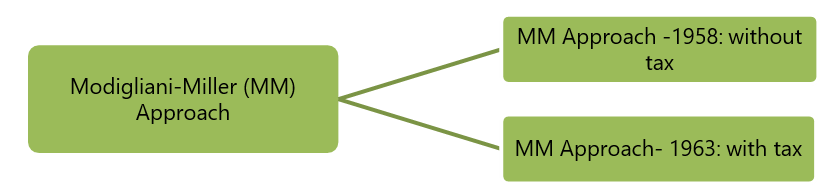 Modigliani-Miller (MM)
Approach
MM Approach -1958: without
tax
MM Approach- 1963: with tax